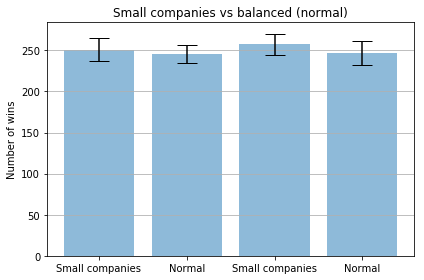 Small companies vs balanced (normal)
Number of wins
250
200
150
100
50
0
Small companies Normal Small companies Normal